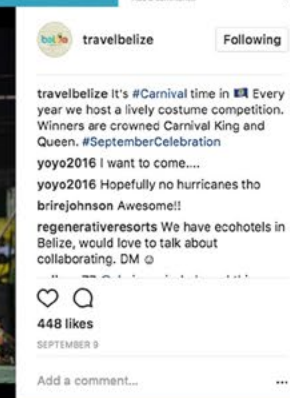 travelbelize
Following
travelbelize It's #Carnival time in 🇧🇿 Every
year we host a lively costume competition.
Winners are crowned Carnival King and
Queen. #SeptemberCelebration
yoyo2016 I want to come....
yoyo2016 Hopefully no hurricanes tho
brirejohnson Awesome!!
regenerativeresorts We have ecohotels in
Belize, would love to talk about
collaborating. DM ☺
448 likes
SEPTEMBER 9
Add a comment...